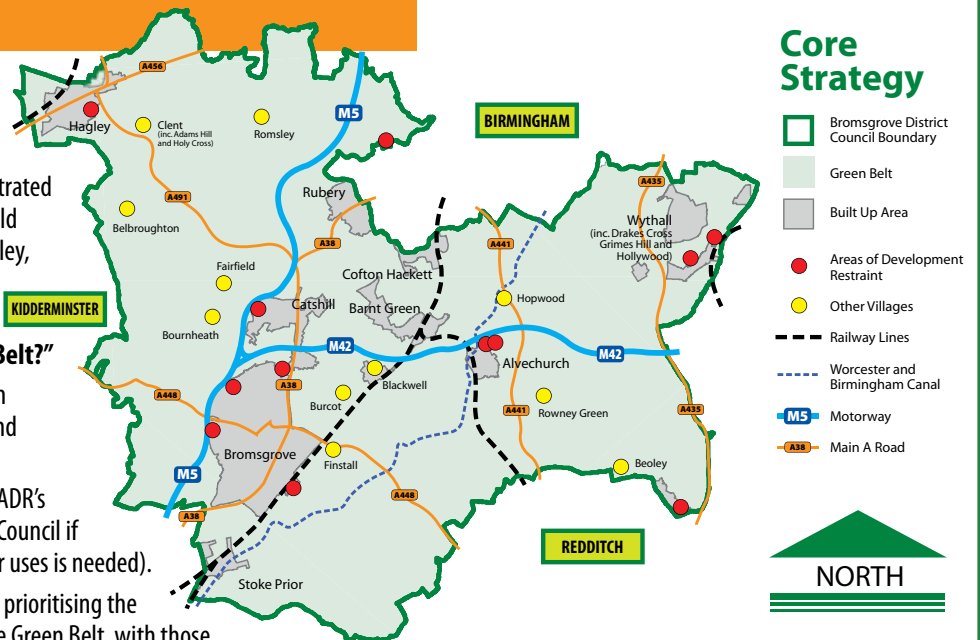 trated
ld
ley,
Belt?”
n
nd
ADR’s
Council if
r uses is needed).
prioritising the
e Green Belt, with those
A456
Hagley
Clent
(inc. Adams Hill
and Holy Cross)
Romsley
M5
BIRMINGHAM
A491
Rubery
A435
Wythall
(inc. Drakes Cross
Grimes Hill and
Hollywood)
Belbroughton
A38
A441
Cofton Hackett
Fairfield
KIDDERMINSTER
Catshill
Barnt Green
Hopwood
Bournheath
M42
Alvechurch
M42
Blackwell
A38
A448
Burcot
A441
Rowney Green
A435
Bromsgrove
Finstall
Beoley
M5
A448
A38
REDDITCH
Stoke Prior
Core
Strategy
Bromsgrove District
Council Boundary
Green Belt
Built Up Area
Areas of Development
Restraint
Other Villages
Railway Lines
Worcester and
Birmingham Canal
M5
Motorway
A38
Main A Road
NORTH